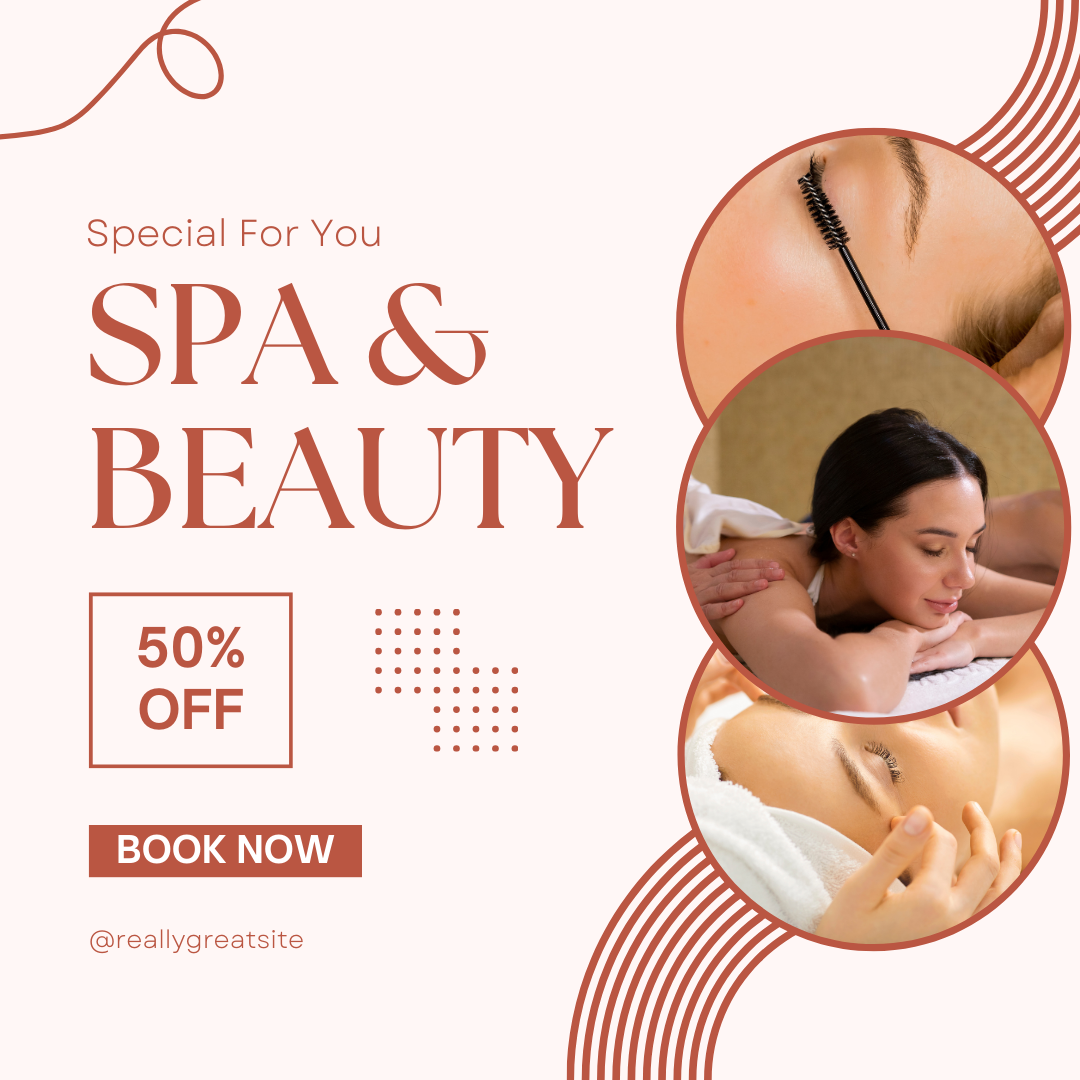 Special For You
SPA &
BEAUTY
50%
OFF
BOOK NOW
@reallygreatsite